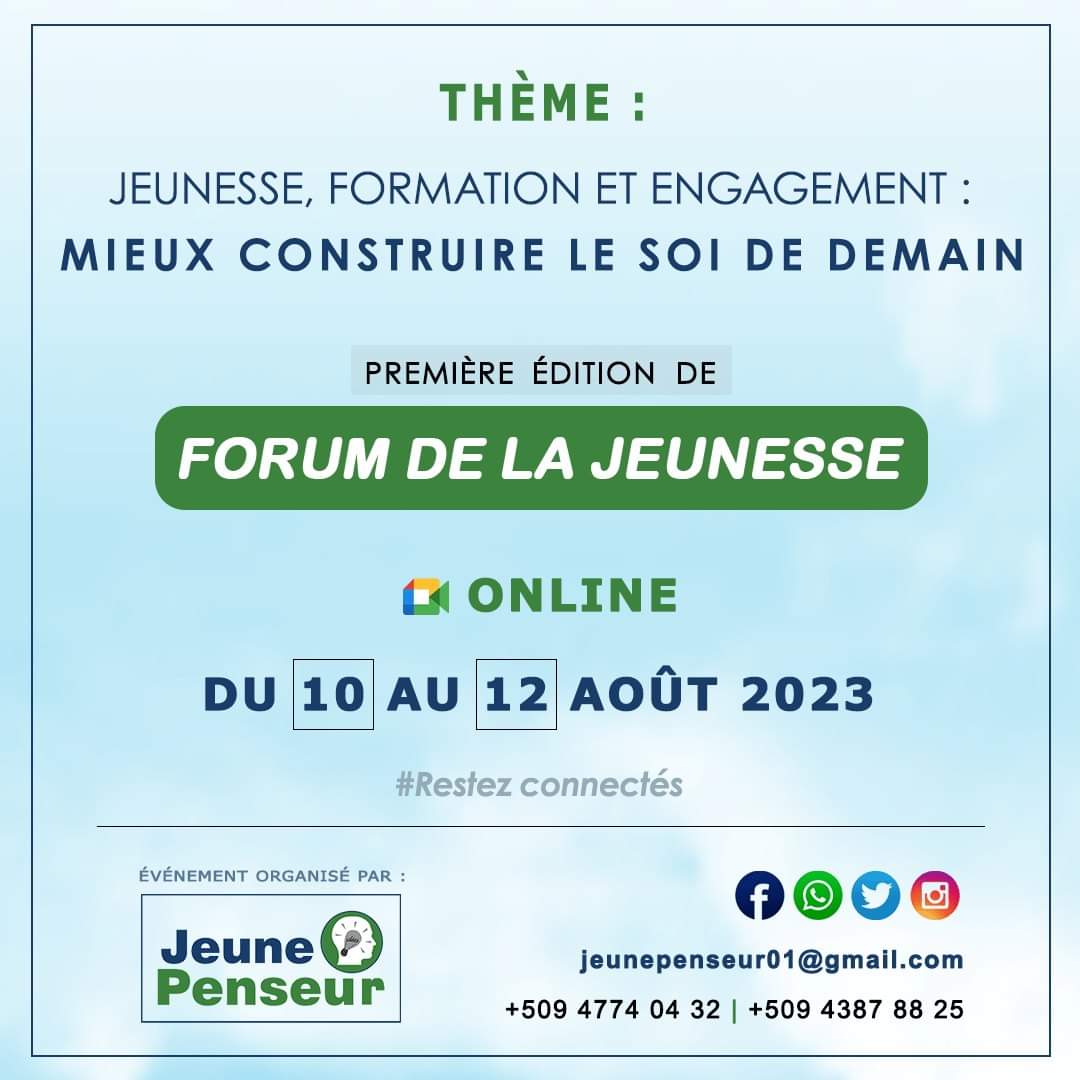 THÈME :
JEUNESSE, FORMATION ET ENGAGEMENT :
MIEUX CONSTRUIRE LE SOI DE DEMAIN
PREMIÈRE ÉDITION DE
FORUM DE LA JEUNESSE
ONLINE
DU 10 AU 12 AOÛT 2023
#Restez connectés
ÉVÉNEMENT ORGANISÉ PAR :
Jeune
Penseur
jeunepenseur01@gmail.com
+509 4774 04 32 | +509 4387 88 25